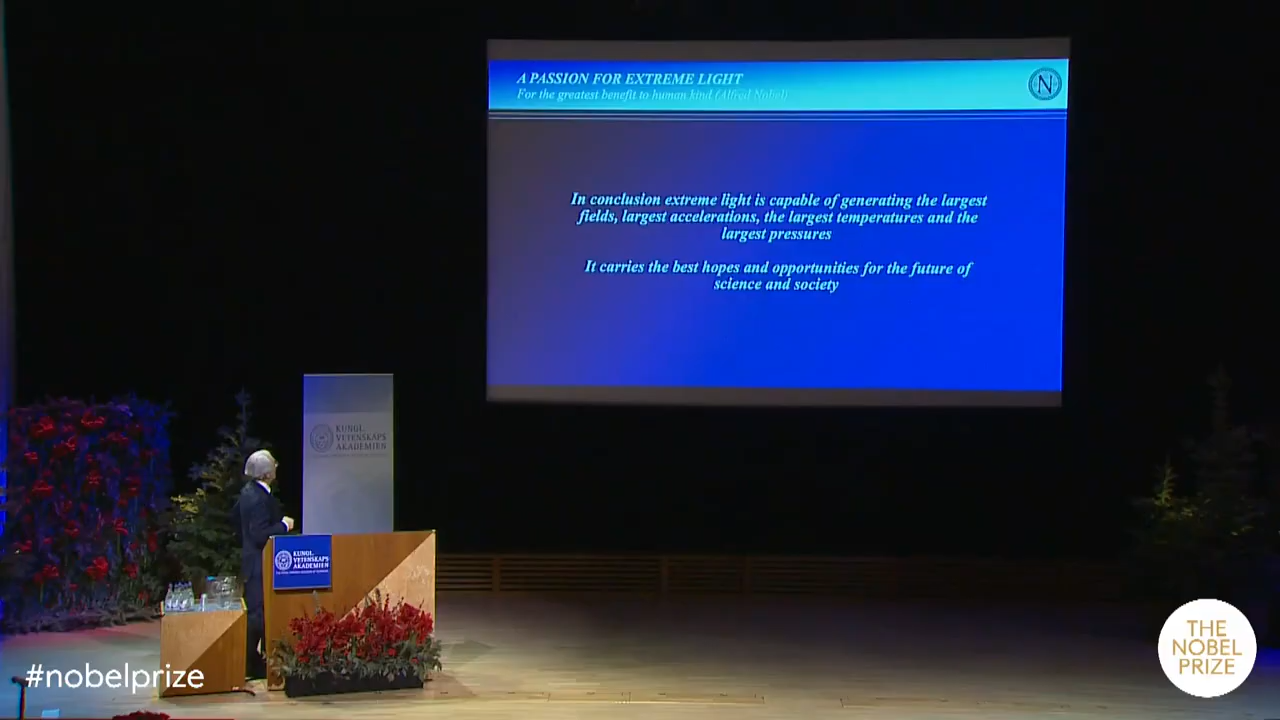 A PASSION FOR EXTREME LIGHT
For the greatest benefit to human kind (Alfred Nobel)
N
In conclusion extreme light is capable of generating the largest
fields, largest accelerations, the largest temperatures and the
largest pressures
It carries the best hopes and opportunities for the future of
science and society
KUNGL.
VETENSKAPS
AKADEMIEN
KUNGL.
VETENSKAPS
AKADEMIEN
#nobelprize
THE
NOBEL
PRIZE